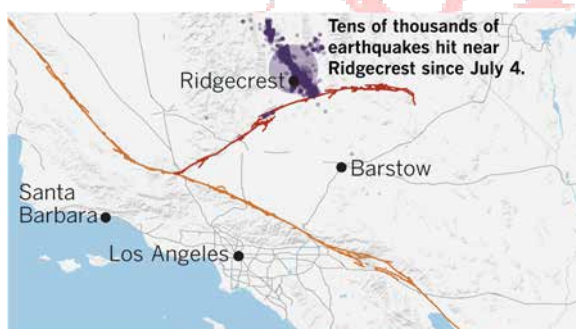 Tens of thousands of
earthquakes hit near
Ridgecrest since July 4.
Ridgecrest
Barstow
Santa
Barbara
Los Angeles